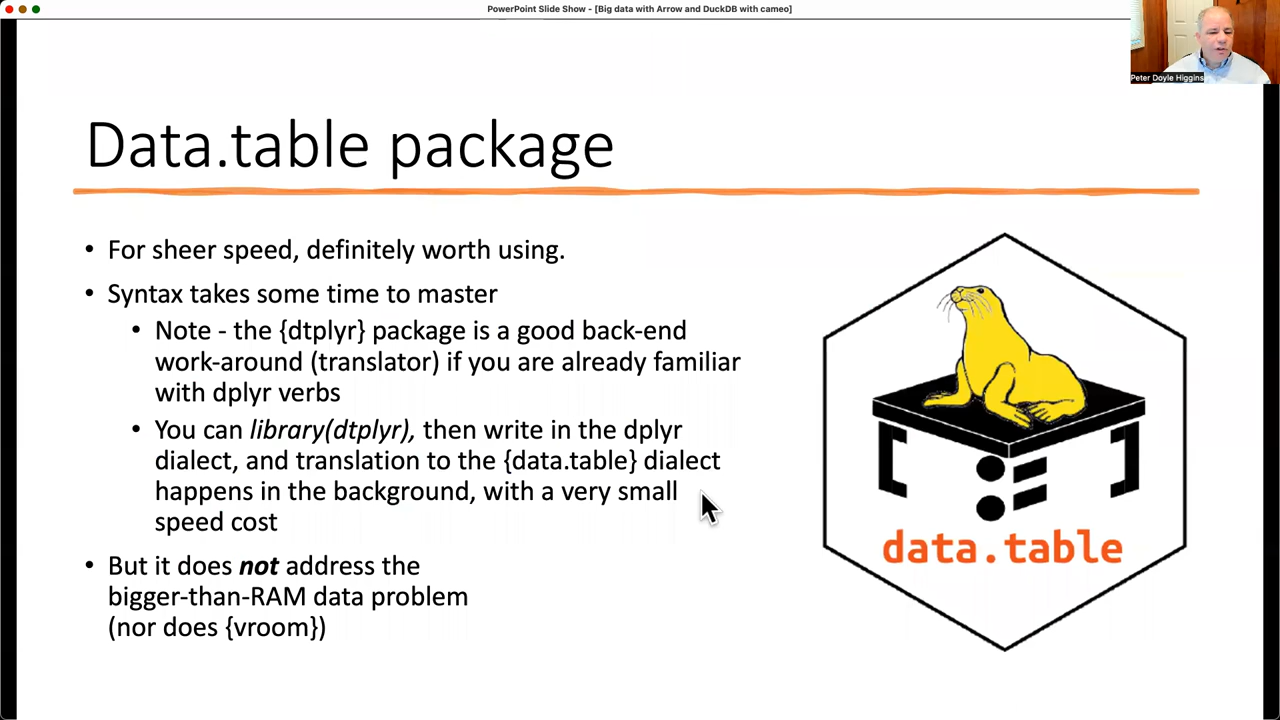 PowerPoint Slide Show - [Big data with Arrow and DuckDB with cameo]
Peter Doyle Higgins
Data.table package
• For sheer speed, definitely worth using.
• Syntax takes some time to master
• Note - the {dtplyr} package is a good back-end
work-around (translator) if you are already familiar
with dplyr verbs
• You can library(dtplyr), then write in the dplyr
dialect, and translation to the {data.table} dialect
happens in the background, with a very small
speed cost
• But it does not address the
bigger-than-RAM data problem
(nor does {vroom})
[ := ]
data.table